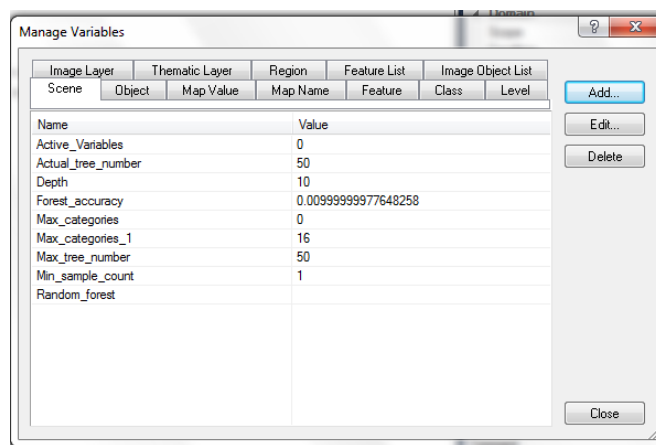 Domain
Manage Variables
Image Layer Thematic Layer Region Feature List Image Object List
Scene Object Map Value Map Name Feature Class Level
Add...
Name Value
Edit...
Active_Variables 0
Actual_tree_number 50
Delete
Depth 10
Forest_accuracy 0.00999999977648258
Max_categories 0
Max_categories_1 16
Max_tree_number 50
Min_sample_count 1
Random_forest
Close